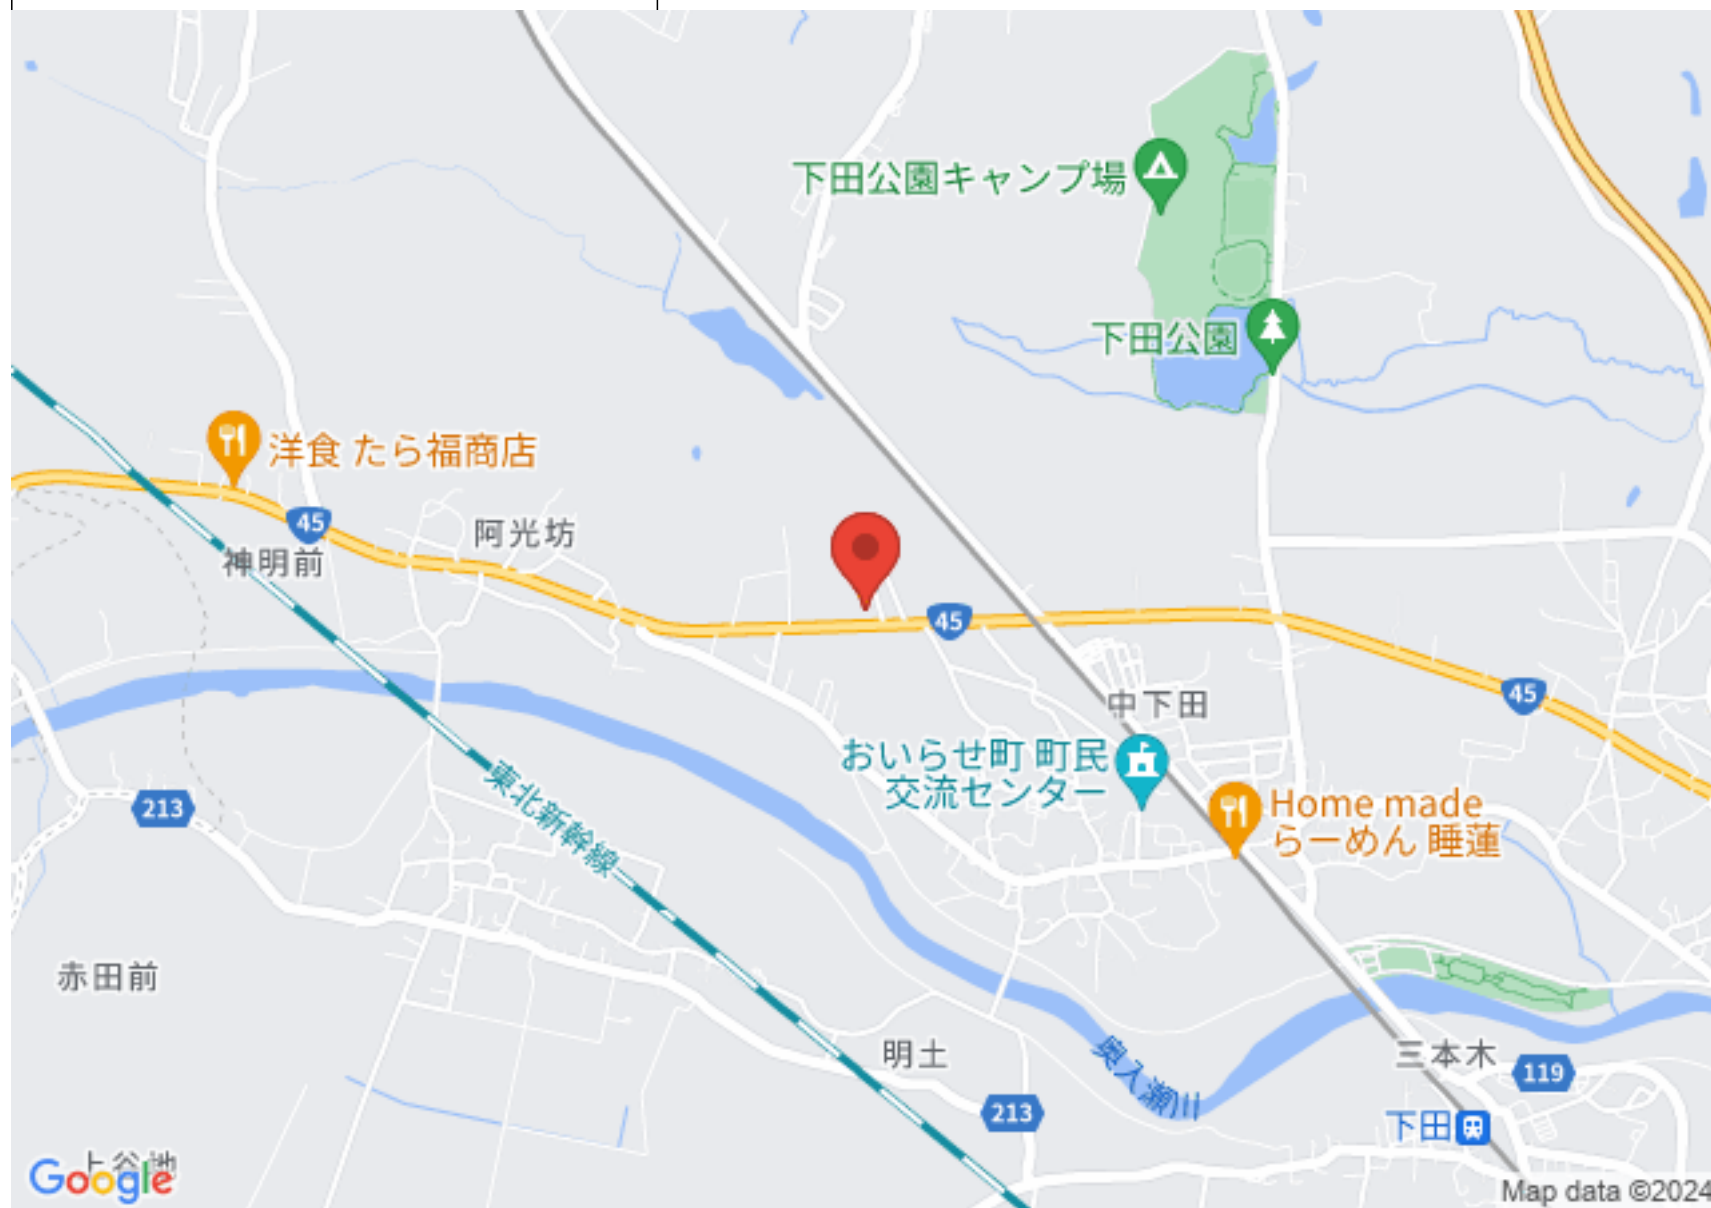 下田公園キャンプ場
下田公園
洋食 たら福商店
45
阿光坊
神明前
45
中下田
45
おいらせ町 町民
交流センター
Home made
らーめん 睡蓮
213
東北新幹線
赤田前
明土
奥入瀬川
三本木
119
213
下田
上谷地
Google
Map data ©2024